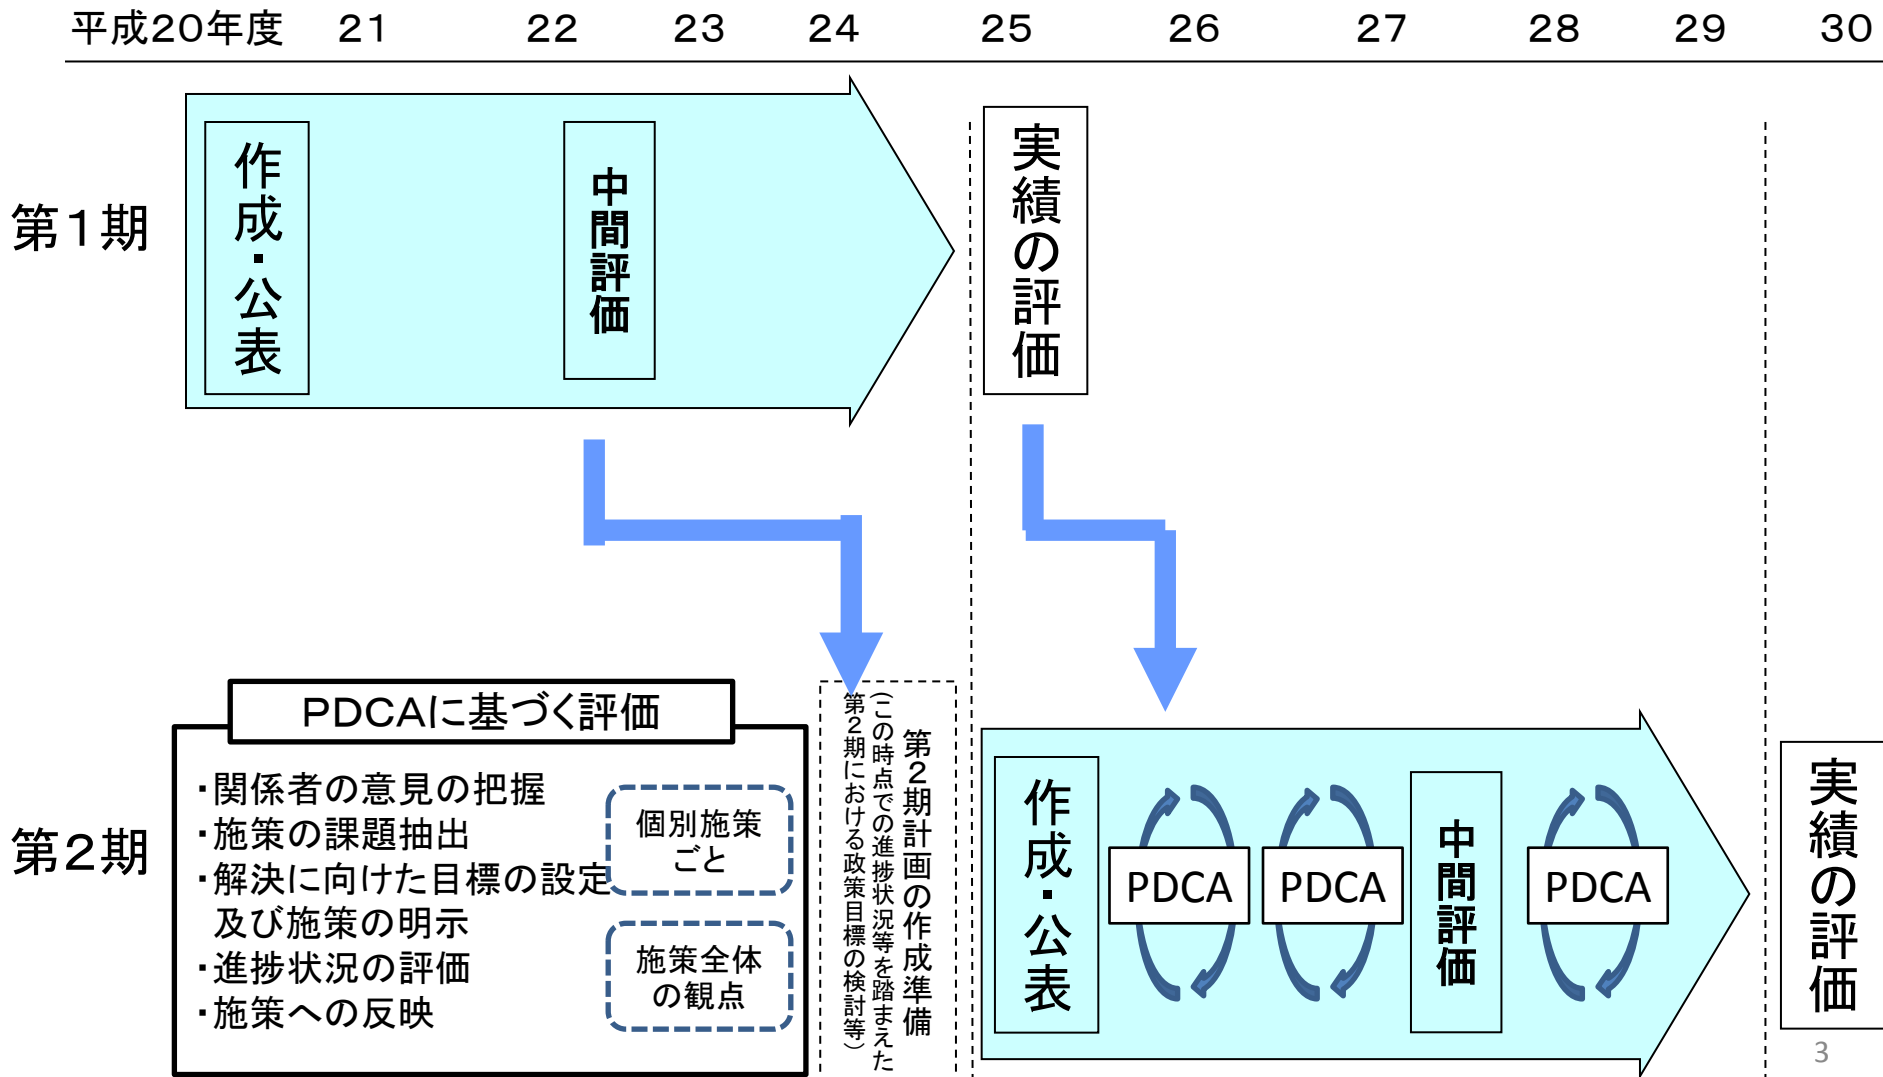 平成20年度 21 22 23 24 25 26 27 28 29 30
第1期
作成・公表
中間評価
実績の評価
第2期
PDCAに基づく評価
・関係者の意見の把握
・施策の課題抽出
・解決に向けた目標の設定
及び施策の明示
・進捗状況の評価
・施策への反映
個別施策
ごと
施策全体
の観点
第2期計画の作成準備
(この時点での進捗状況等を踏まえた
第2期における政策目標の検討等)
作成・公表
PDCA
PDCA
中間評価
PDCA
実績の評価
3